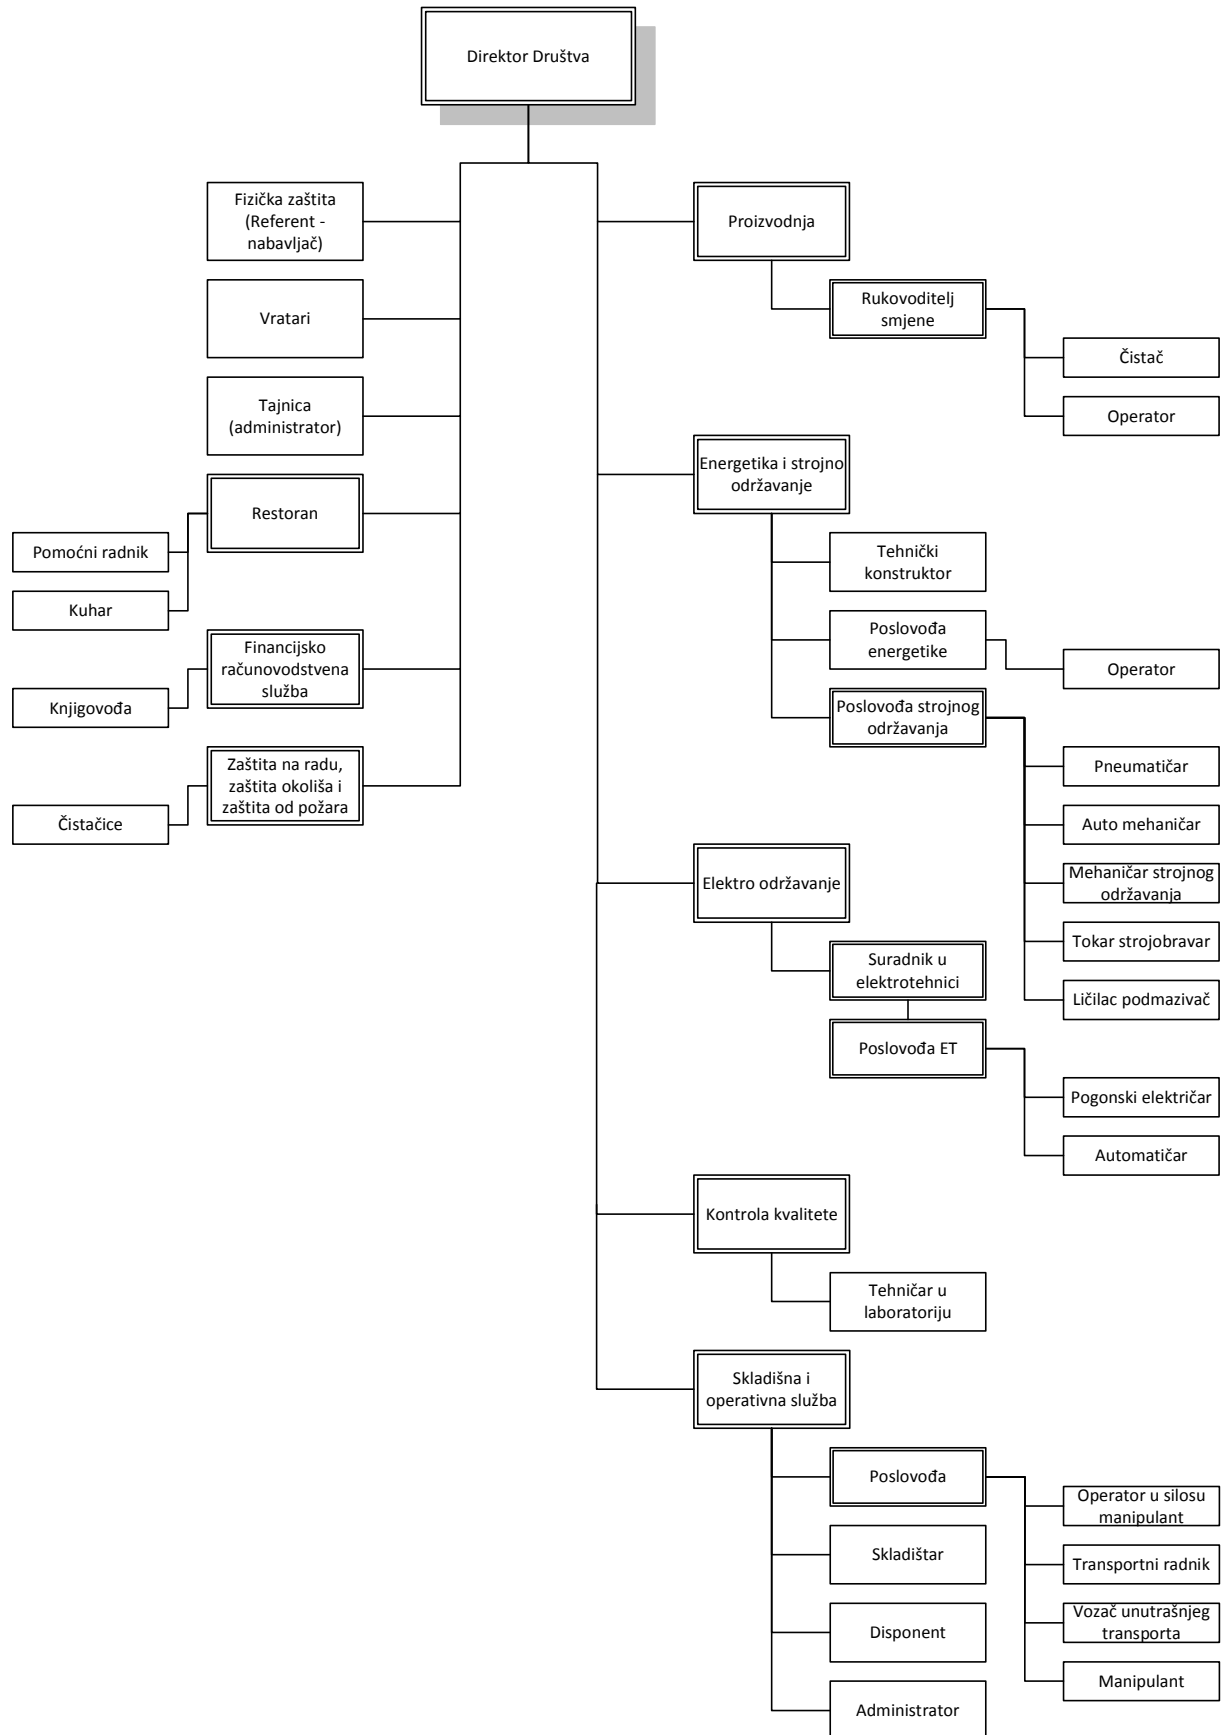 Direktor Društva
Fizička zaštita
(Referent -
nabavljač)
Vratari
Tajnica
(administrator)
Restoran
Pomoćni radnik
Kuhar
Financijsko
računovodstvena
služba
Knjigovođa
Zaštita na radu,
zaštita okoliša i
zaštita od požara
Čistačice
Proizvodnja
Rukovoditelj
smjene
Čistač
Operator
Energetika i strojno
održavanje
Tehnički
konstruktor
Poslovođa
energetike
Operator
Poslovođa strojnog
održavanja
Pneumatičar
Auto mehaničar
Mehaničar strojnog
održavanja
Tokar strojobravar
Ličilac podmazivač
Elektro održavanje
Suradnik u
elektrotehnici
Poslovođa ET
Pogonski električar
Automatičar
Kontrola kvalitete
Tehničar u
laboratoriju
Skladišna i
operativna služba
Poslovođa
Operator u silosu
manipulant
Transportni radnik
Vozač unutrašnjeg
transporta
Manipulant
Skladištar
Disponent
Administrator